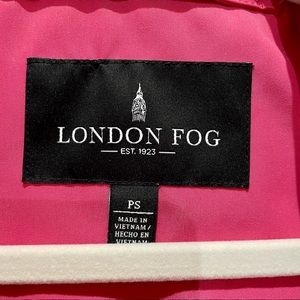 LONDON FOG
EST. 1923
PS
MADE IN
VIETNAM/
HECHO EN
VIETNAM